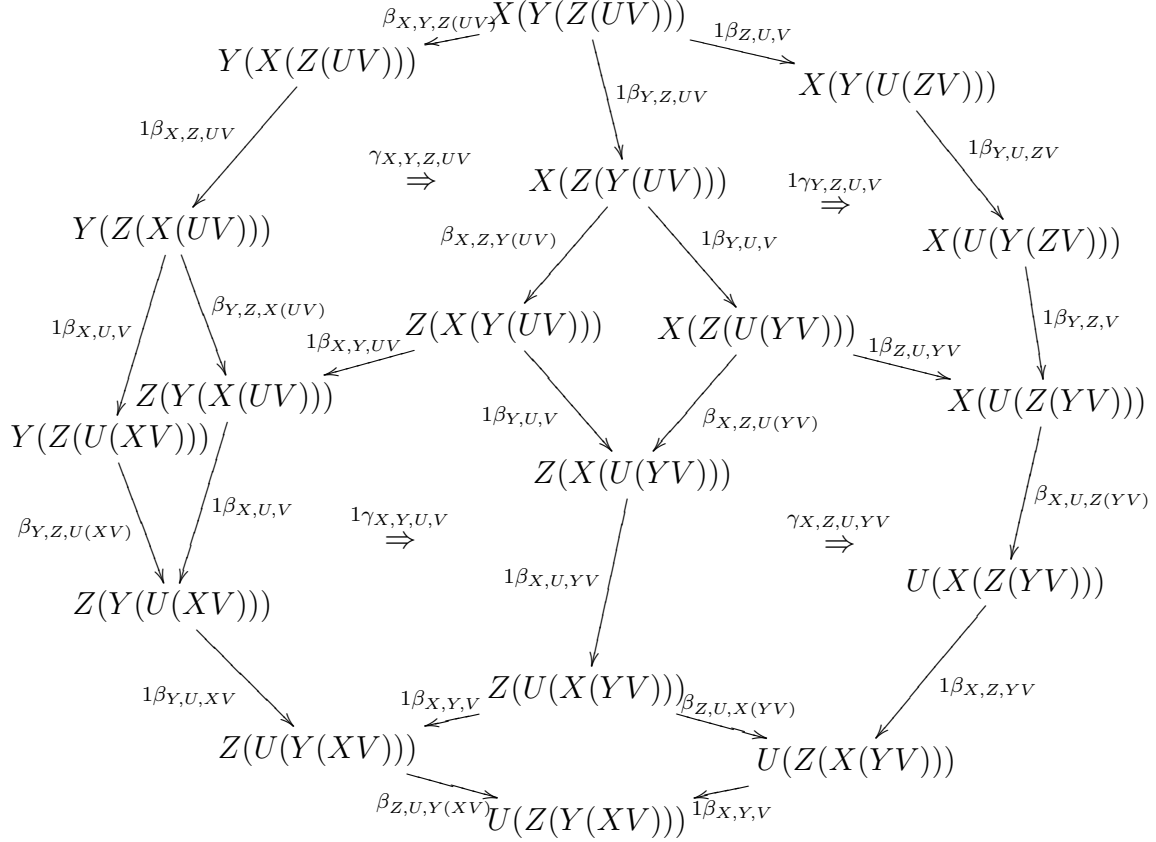 β_{X,Y,Z(UV)} X(Y(Z(UV))) 1β_{Z,U,V}
Y(X(Z(UV))) 1β_{Y,Z,UV} X(Y(U(ZV)))
1β_{X,Z,UV} 1β_{Y,U,ZV}
γ_{X,Y,Z,UV} ⇒ X(Z(Y(UV))) 1γ_{Y,Z,U,V} ⇒
Y(Z(X(UV))) β_{X,Z,Y(UV)} 1β_{Y,U,V} X(U(Y(ZV)))
1β_{X,U,V} β_{Y,Z,X(UV)} 1β_{X,Y,UV} Z(X(Y(UV))) X(Z(U(YV))) 1β_{Z,U,YV} 1β_{Y,Z,V}
Z(Y(X(UV))) 1β_{Y,U,V} β_{X,Z,U(YV)} X(U(Z(YV)))
Y(Z(U(XV)))
Z(X(U(YV)))
β_{Y,Z,U(XV)} 1β_{X,U,V} 1γ_{X,Y,U,V} ⇒ γ_{X,Z,U,YV} ⇒ β_{X,U,Z(YV)}
1β_{X,U,YV}
Z(Y(U(XV))) U(X(Z(YV)))
1β_{Y,U,XV} 1β_{X,Y,V} Z(U(X(YV))) β_{Z,U,X(YV)} 1β_{X,Z,YV}
Z(U(Y(XV))) U(Z(X(YV)))
β_{Z,U,Y(XV)} U(Z(Y(XV))) 1β_{X,Y,V}